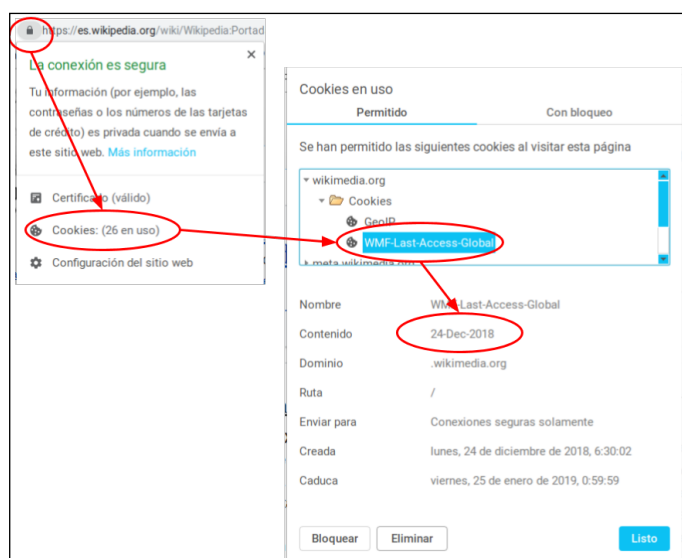 https://es.wikipedia.org/wiki/Wikipedia:Portad
La conexión es segura
Tu información (por ejemplo, las
contraseñas o los números de las tarjetas
de crédito) es privada cuando se envía a
este sitio web. Más información
Certificado (válido)
Cookies: (26 en uso)
Configuración del sitio web
Cookies en uso
Permitido
Con bloqueo
Se han permitido las siguientes cookies al visitar esta página
wikimedia.org
Cookies
GeoIP
WMF-Last-Access-Global
meta.wikimedia.org
Nombre WMF-Last-Access-Global
Contenido 24-Dec-2018
Dominio .wikimedia.org
Ruta /
Enviar para Conexiones seguras solamente
Creada lunes, 24 de diciembre de 2018, 6:30:02
Caduca viernes, 25 de enero de 2019, 0:59:59
Bloquear Eliminar Listo